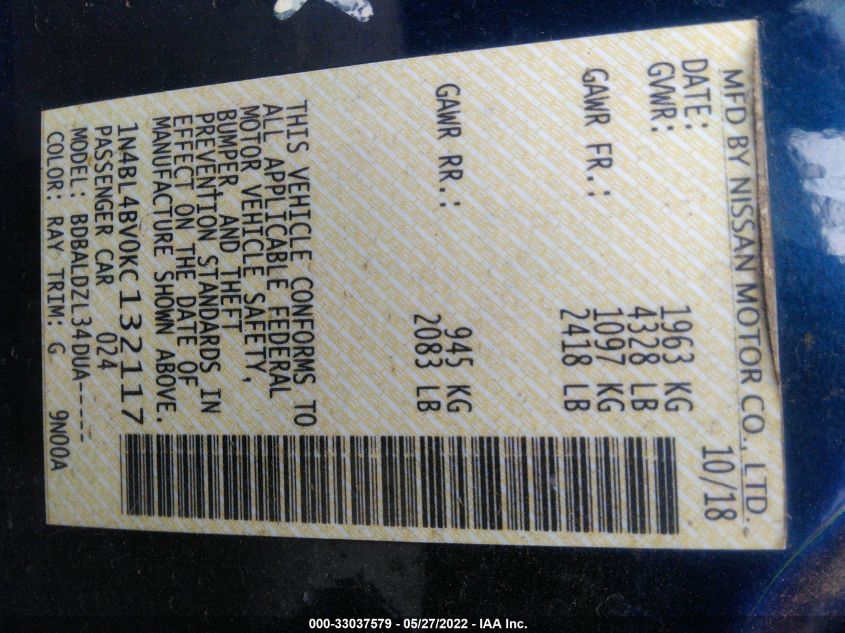 MFD BY NISSAN MOTOR CO., LTD.
DATE: 10/18
GVWR: 1963 KG
4328 LB
GAWR FR.: 1097 KG
2418 LB
GAWR RR.: 945 KG
2083 LB
THIS VEHICLE CONFORMS TO
ALL APPLICABLE FEDERAL
MOTOR VEHICLE SAFETY,
BUMPER AND THEFT
PREVENTION STANDARDS IN
EFFECT ON THE DATE OF
MANUFACTURE SHOWN ABOVE.
1N4BL4BV0KC132117
PASSENGER CAR 024
MODEL: BDBALDZL34DUA-----
COLOR: RAY TRIM: G 9N00A
000-33037579 - 05/27/2022 - IAA Inc.